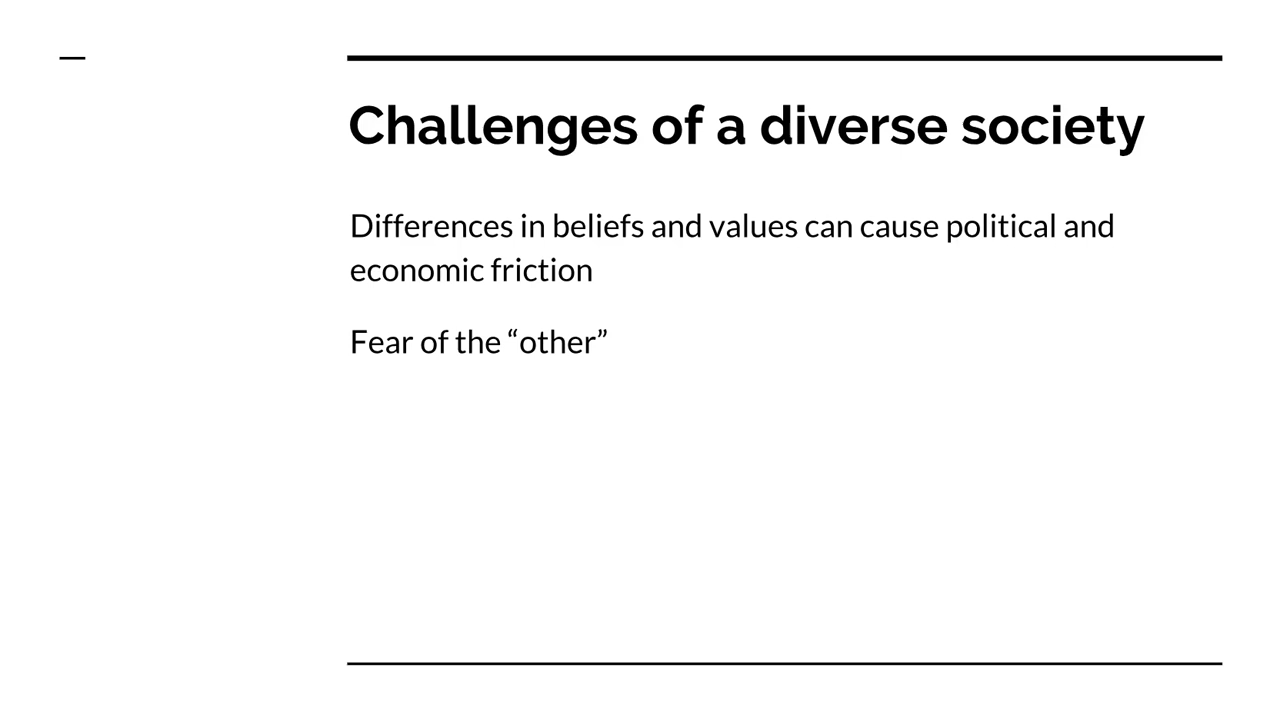 Challenges of a diverse society
Differences in beliefs and values can cause political and
economic friction
Fear of the “other”